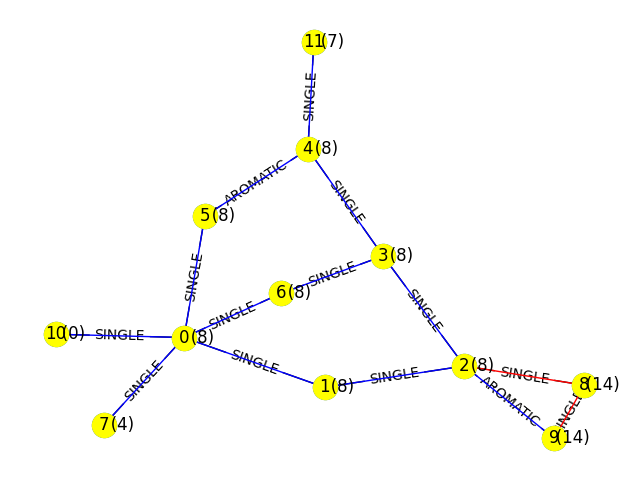 11(7)
SINGLE
4(8)
AROMATIC
SINGLE
5(8)
3(8)
SINGLE
SINGLE
6(8)
SINGLE
SINGLE
10(0)
SINGLE
0(8)
SINGLE
SINGLE
2(8)
SINGLE
SINGLE
1(8)
8(14)
AROMATIC
SINGLE
7(4)
9(14)